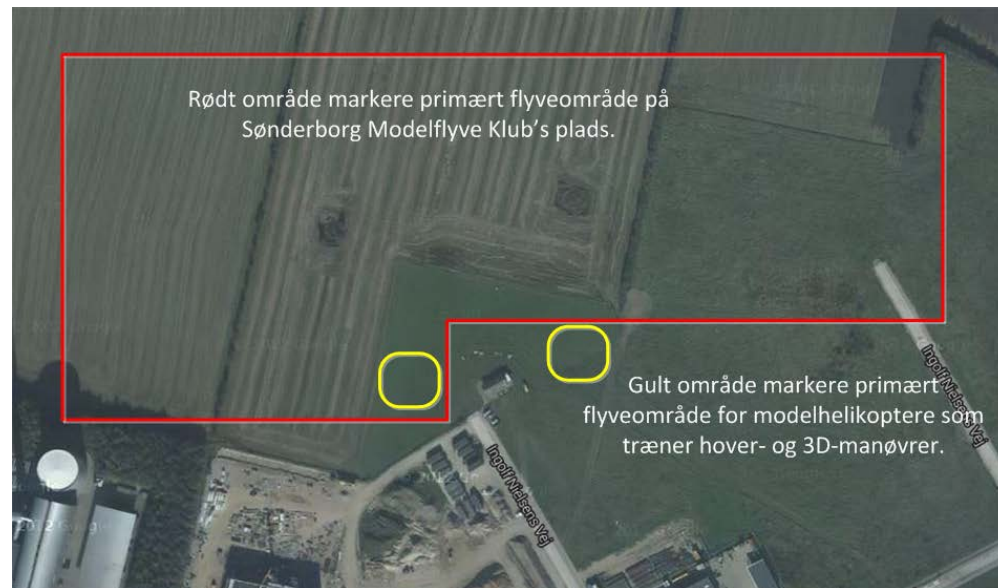 Rødt område markere primært flyveområde på
Sønderborg Modelflyve Klub's plads.
Gult område markere primært
flyveområde for modelhelikoptere som
træner hover- og 3D-manøvrer.
Ingolf Nielsens Vej
Ingolf Nielsens Vej